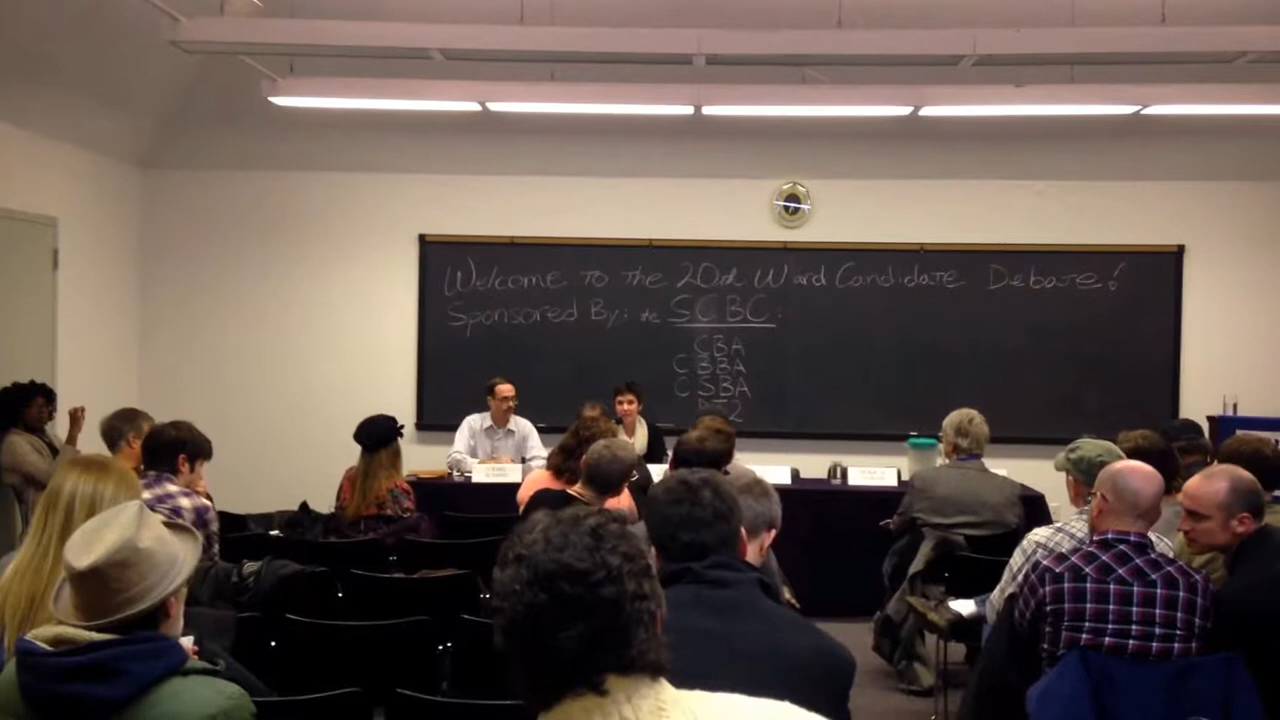 Welcome To The 20th Ward Candidate Debate!
Sponsored By: the SCBC:
CBA
CBBA
CSBA